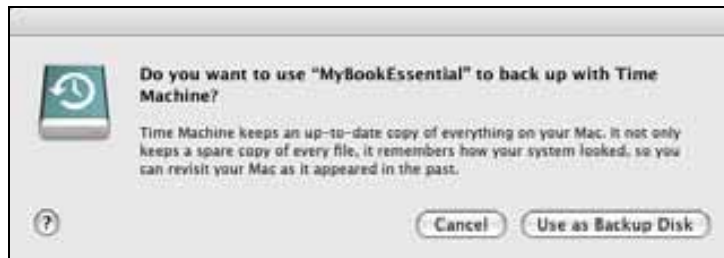 Do you want to use “MyBookEssential” to back up with Time
Machine?
Time Machine keeps an up-to-date copy of everything on your Mac. It not only
keeps a spare copy of every file, it remembers how your system looked, so you
can revisit your Mac as it appeared in the past.
?
Cancel
Use as Backup Disk